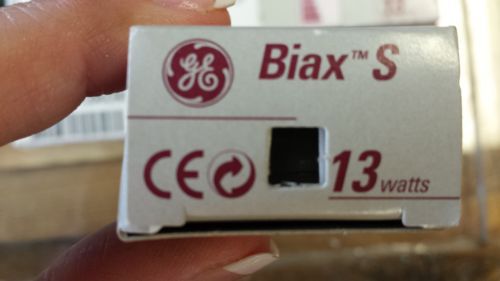 GE Biax™ S
CE 13 watts